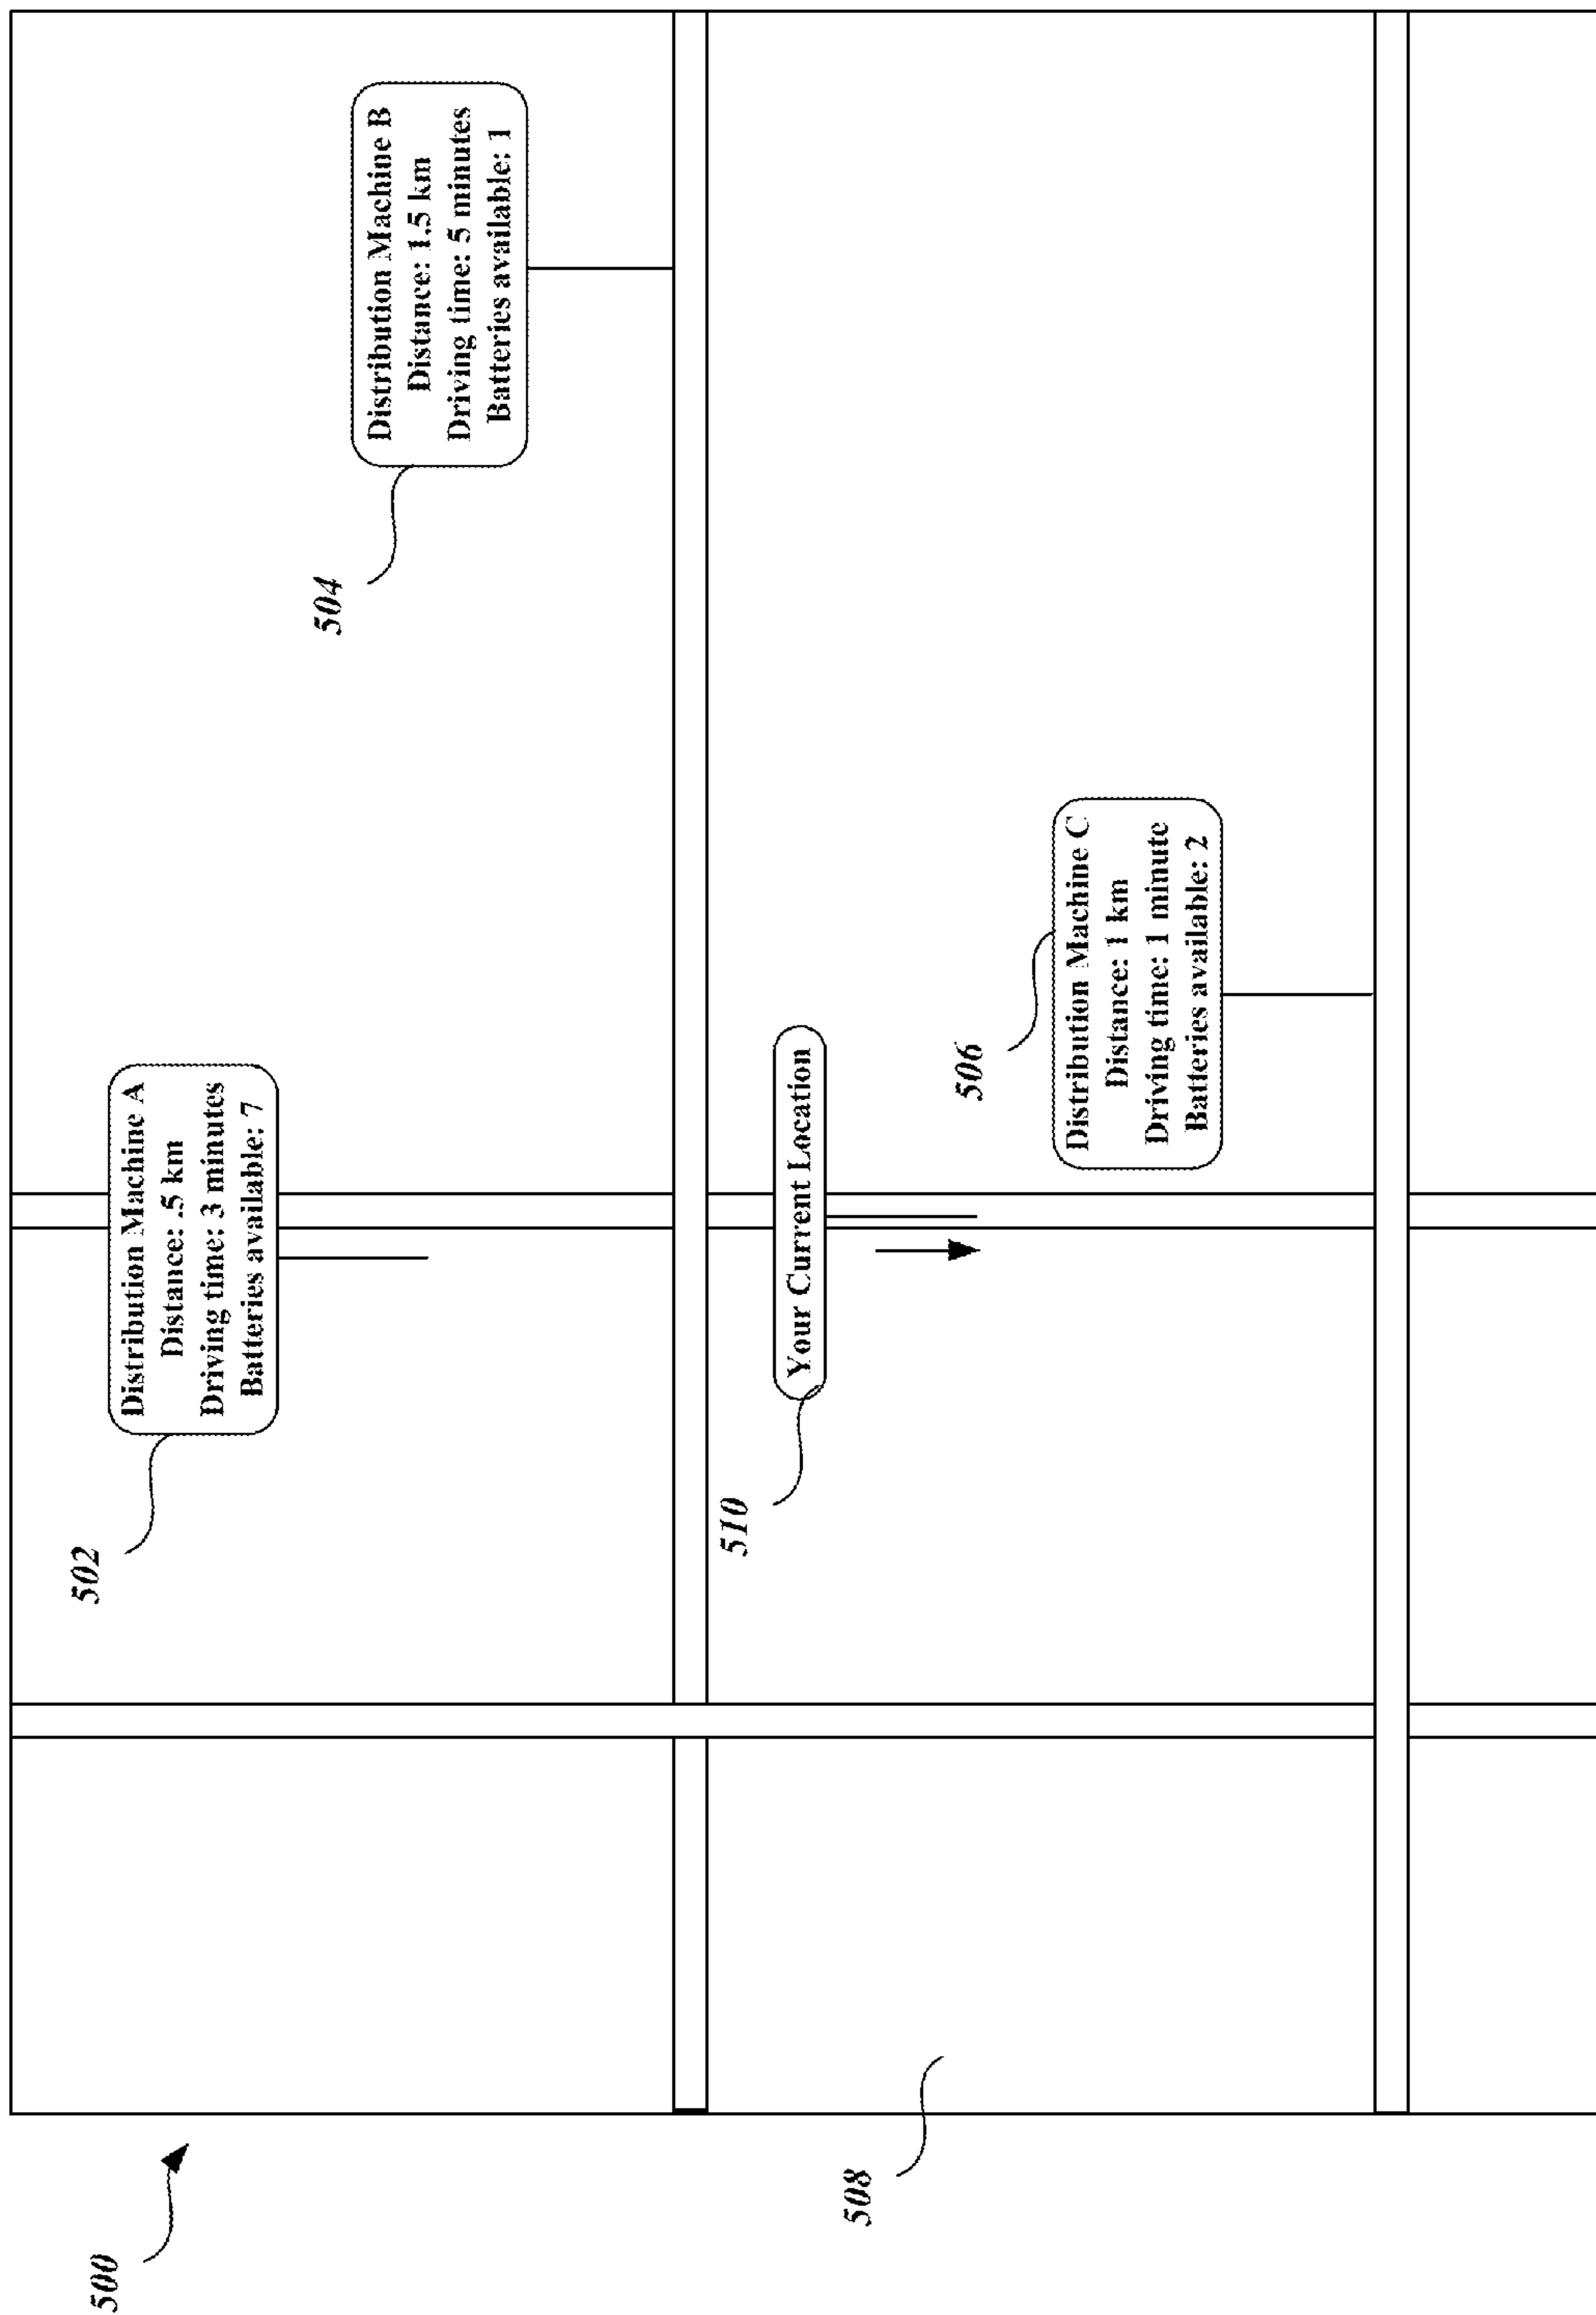 500
502
Distribution Machine A
Distance: .5 km
Driving time: 3 minutes
Batteries available: 7
504
Distribution Machine B
Distance: 1.5 km
Driving time: 5 minutes
Batteries available: 1
510
Your Current Location
508
506
Distribution Machine C
Distance: 1 km
Driving time: 1 minute
Batteries available: 2